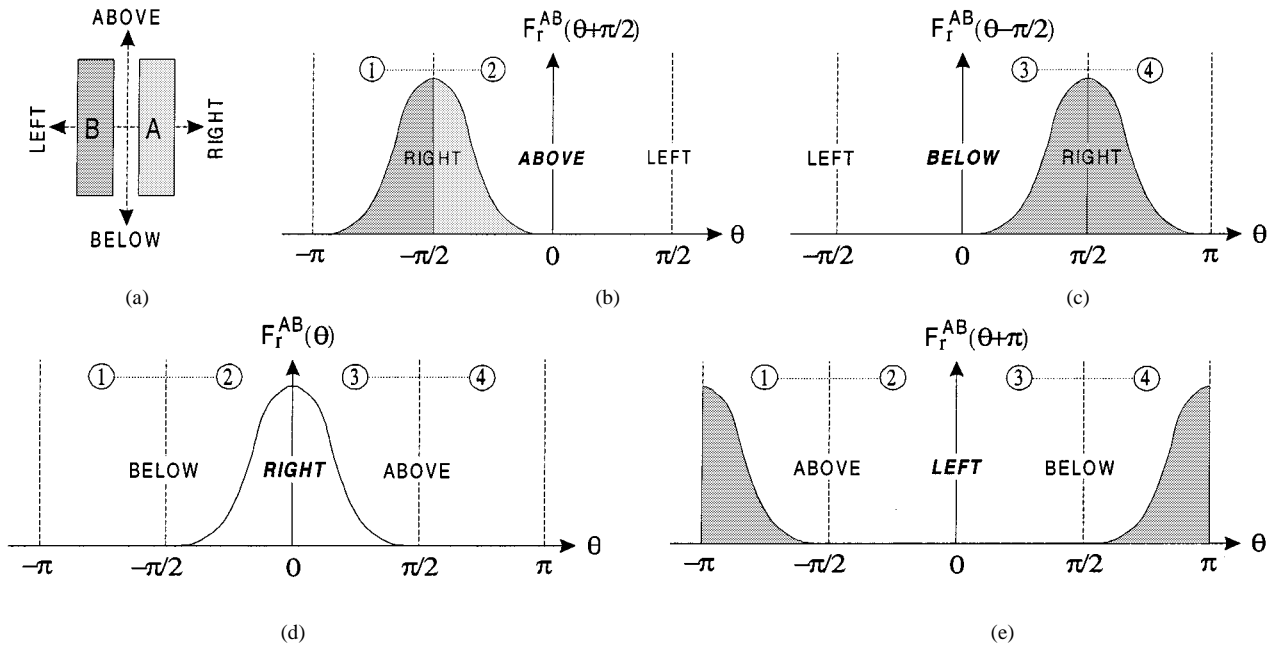 ABOVE
LEFT
B
A
RIGHT
BELOW
(a)
F_r^AB(θ+π/2)
① ②
RIGHT
ABOVE
LEFT
θ
−π −π/2 0 π/2
(b)
F_r^AB(θ−π/2)
③ ④
LEFT
BELOW
RIGHT
θ
−π/2 0 π/2 π
(c)
F_r^AB(θ)
① ② ③ ④
BELOW
RIGHT
ABOVE
θ
−π −π/2 0 π/2 π
(d)
F_r^AB(θ+π)
① ② ③ ④
ABOVE
LEFT
BELOW
θ
−π −π/2 0 π/2 π
(e)